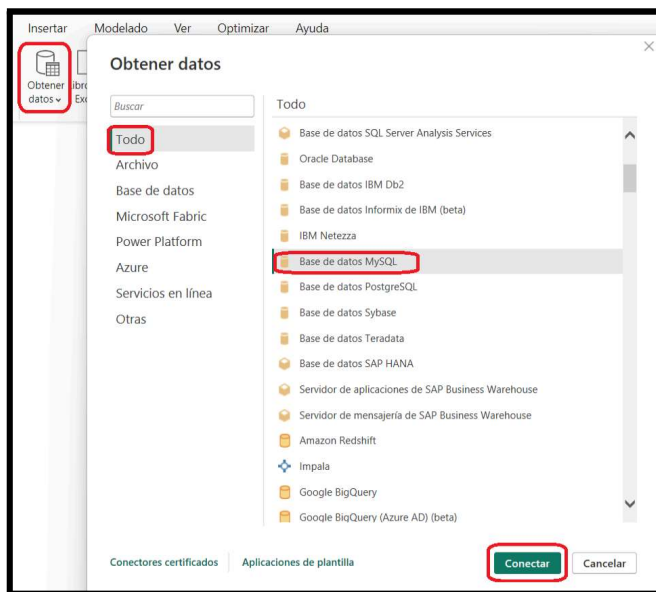 Insertar Modelado Ver Optimizar Ayuda
Obtener datos
Obtener
datos
Buscar
Todo
Archivo
Base de datos
Microsoft Fabric
Power Platform
Azure
Servicios en línea
Otras
Todo
Base de datos SQL Server Analysis Services
Oracle Database
Base de datos IBM Db2
Base de datos Informix de IBM (beta)
IBM Netezza
Base de datos MySQL
Base de datos PostgreSQL
Base de datos Sybase
Base de datos Teradata
Base de datos SAP HANA
Servidor de aplicaciones de SAP Business Warehouse
Servidor de mensajería de SAP Business Warehouse
Amazon Redshift
Impala
Google BigQuery
Google BigQuery (Azure AD) (beta)
Conectores certificados Aplicaciones de plantilla Conectar Cancelar